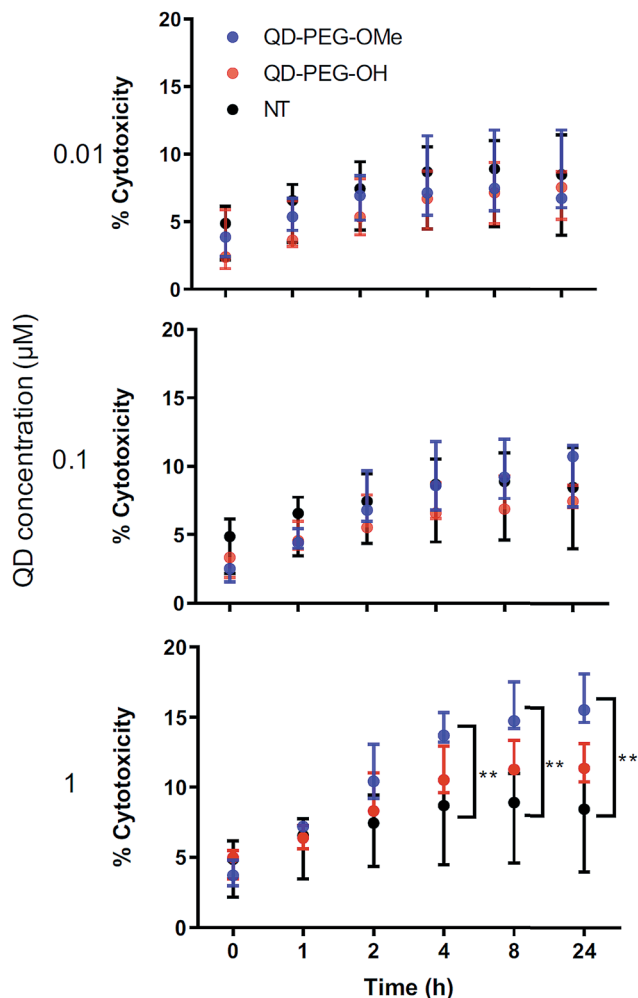 20
15
10
5
0
% Cytotoxicity
QD-PEG-OMe
QD-PEG-OH
NT
0.01
QD concentration (µM)
20
15
10
5
0
% Cytotoxicity
0.1
20
15
10
5
0
% Cytotoxicity
1
**
**
**
0 1 2 4 8 24
Time (h)